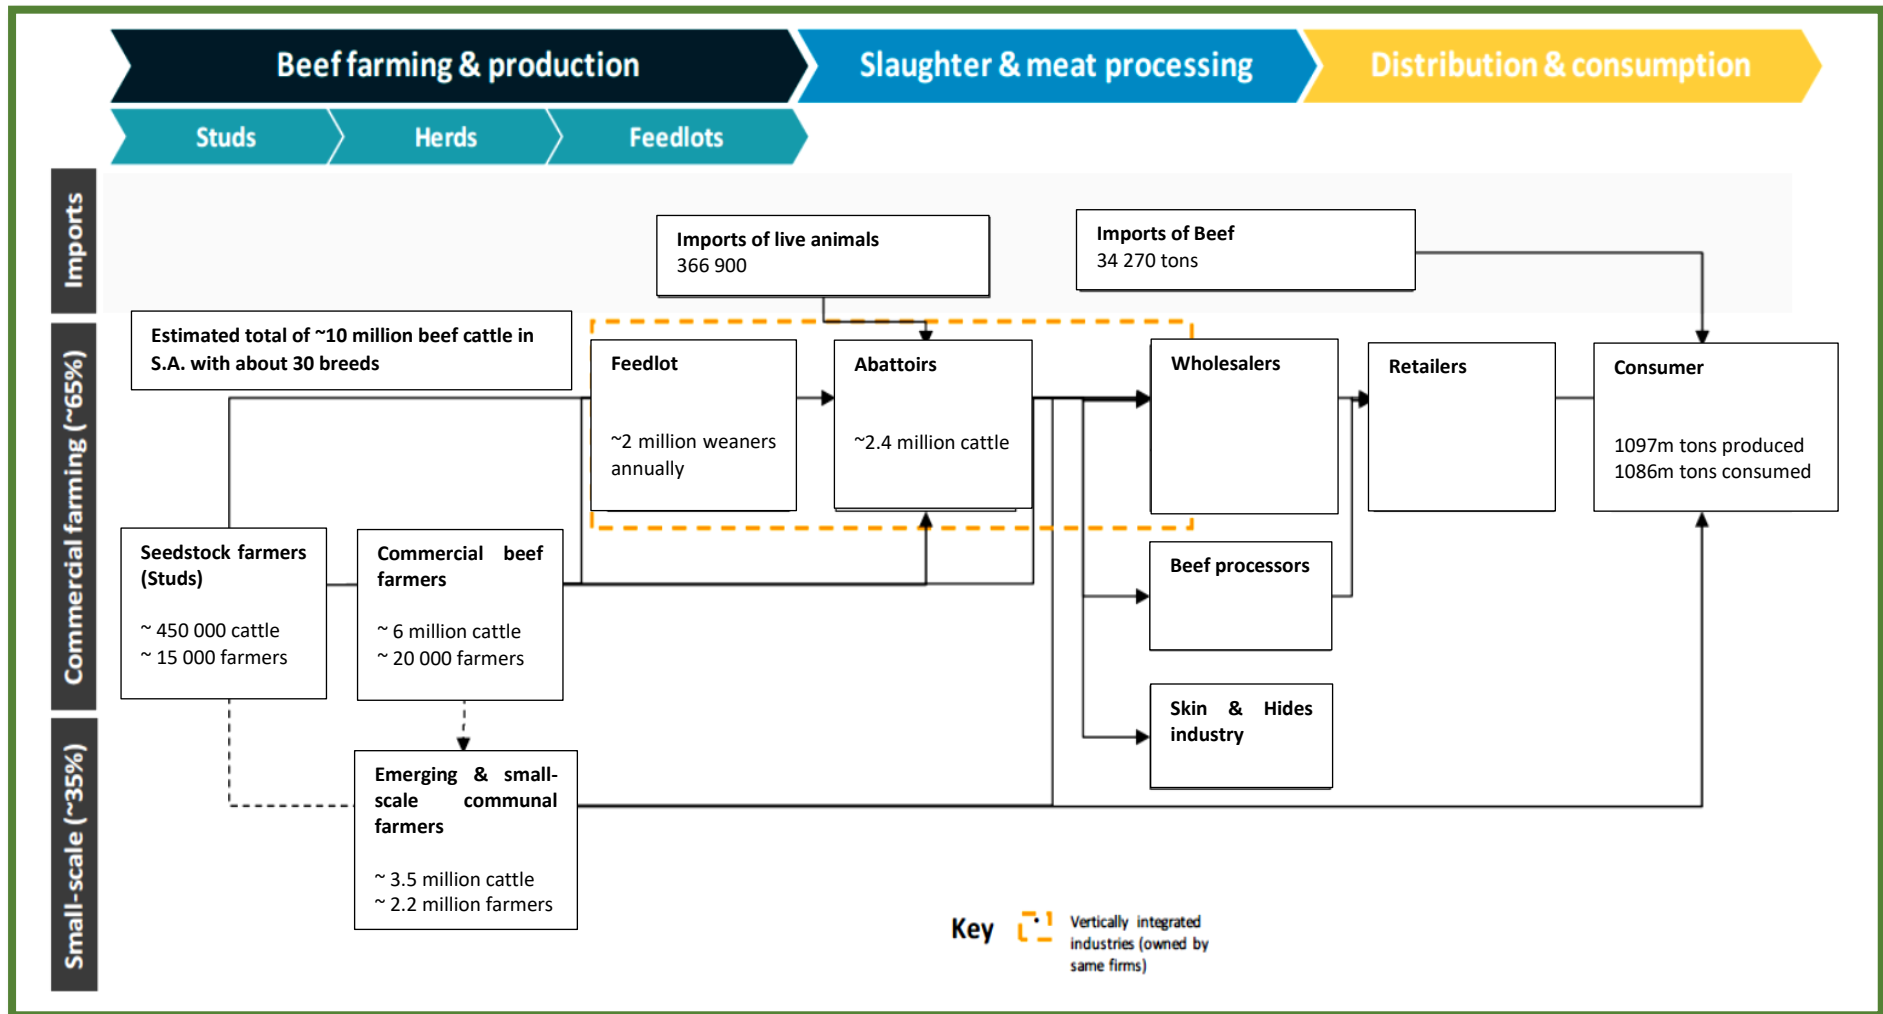 Beef farming & production
Slaughter & meat processing
Distribution & consumption
Studs
Herds
Feedlots
Imports
Imports of live animals
366 900
Imports of Beef
34 270 tons
Commercial farming (~65%)
Estimated total of ~10 million beef cattle in
S.A. with about 30 breeds
Feedlot
~2 million weaners
annually
Abattoirs
~2.4 million cattle
Wholesalers
Retailers
Consumer
1097m tons produced
1086m tons consumed
Seedstock farmers
(Studs)
~ 450 000 cattle
~ 15 000 farmers
Commercial beef
farmers
~ 6 million cattle
~ 20 000 farmers
Beef processors
Skin & Hides
industry
Small-scale (~35%)
Emerging & small-
scale communal
farmers
~ 3.5 million cattle
~ 2.2 million farmers
Key
Vertically integrated
industries (owned by
same firms)